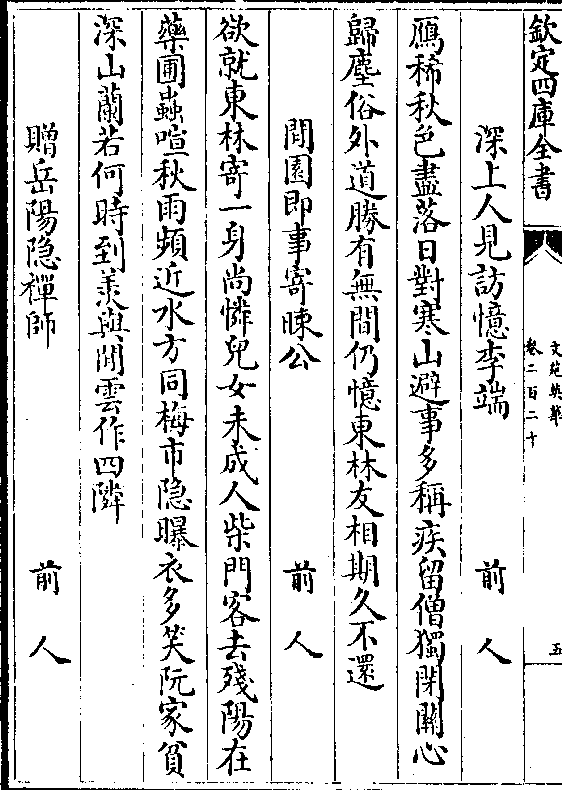 欽定四庫全書
文苑英華
卷二百二十
五
深上人見訪憶李端
前人
鴈稀秋色盡落日對寒山避事多稱疾留僧獨閉關心
歸塵俗外道勝有無間仍憶東林友相期久不還
閒園即事寄暕公
前人
欲就東林寄一身尚憐兒女未成人柴門客去殘陽在
藥圃蟲喧秋雨頻近水方同梅市隐曝衣多笑阮家貧
深山蘭若何時到羡與閒雲作四隣
贈岳陽隐禪師
前人